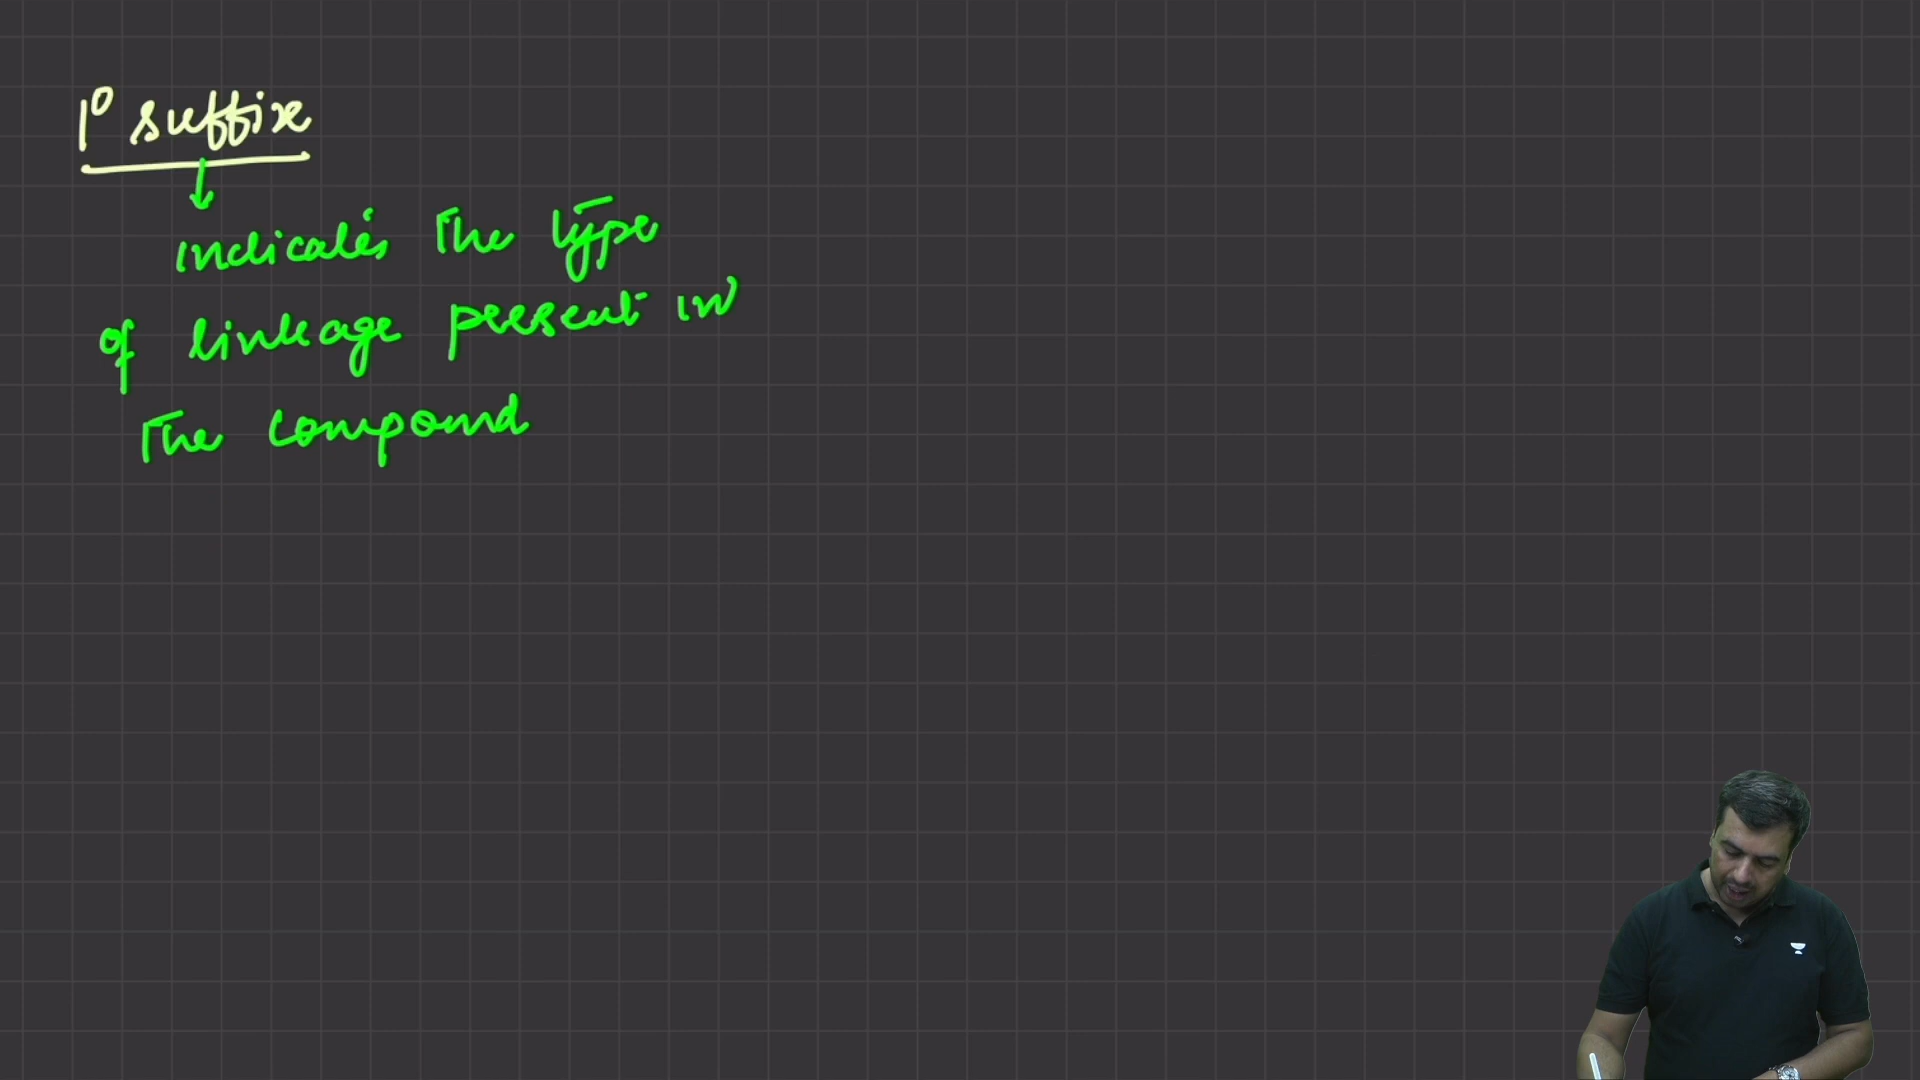 1° suffix
indicates the type
of linkage present in
the compound